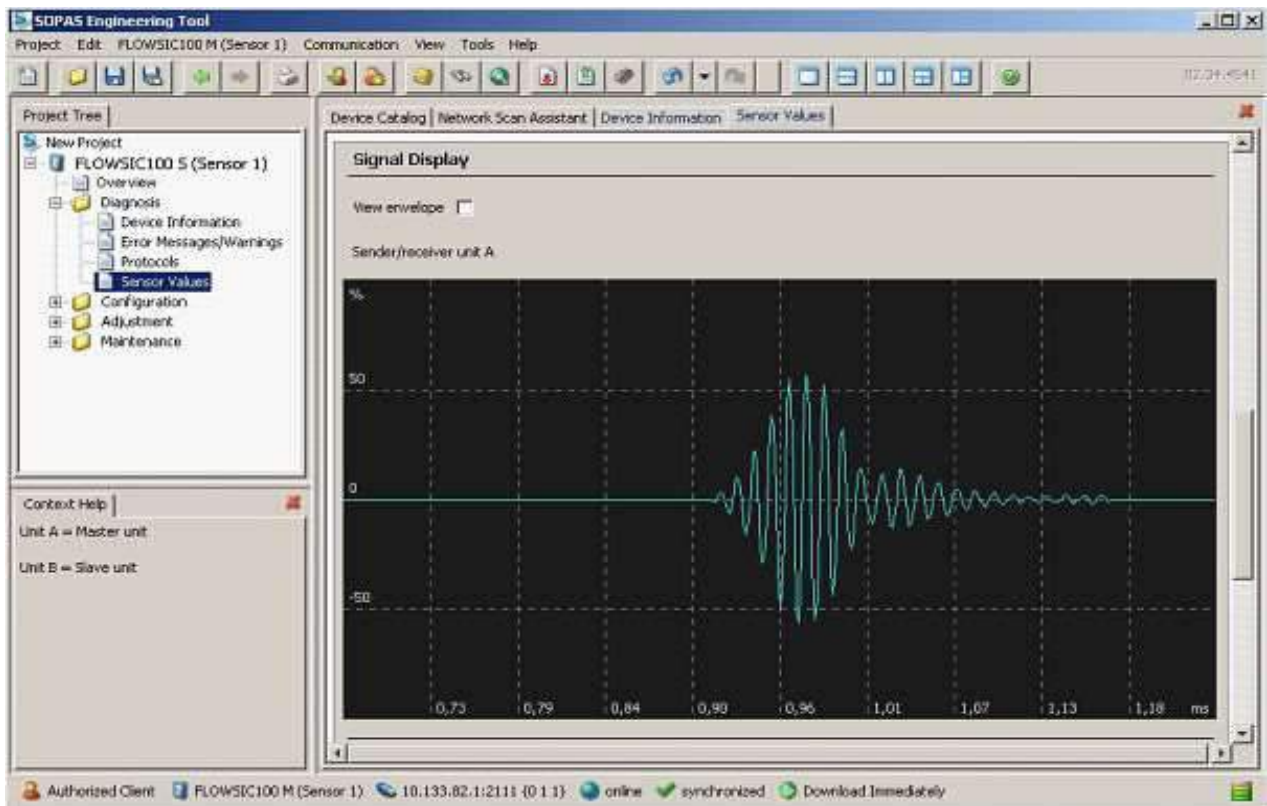 SOPAS Engineering Tool
Project Edit FLOWSIC100 M (Sensor 1) Communication View Tools Help
Project Tree
New Project
FLOWSIC100 S (Sensor 1)
Overview
Diagnosis
Device Information
Error Messages/Warnings
Protocols
Sensor Values
Configuration
Adjustment
Maintenance
Context Help
Unit A = Master unit
Unit B = Slave unit
Device Catalog Network Scan Assistant Device Information Sensor Values
Signal Display
View envelope
Sender/receiver unit A
%
50
0
-50
0,73 0,79 0,84 0,90 0,96 1,01 1,07 1,13 1,18 ms
Authorized Client FLOWSIC100 M (Sensor 1) 10.133.82.1:2111 {0 1 1} online synchronized Download Immediately